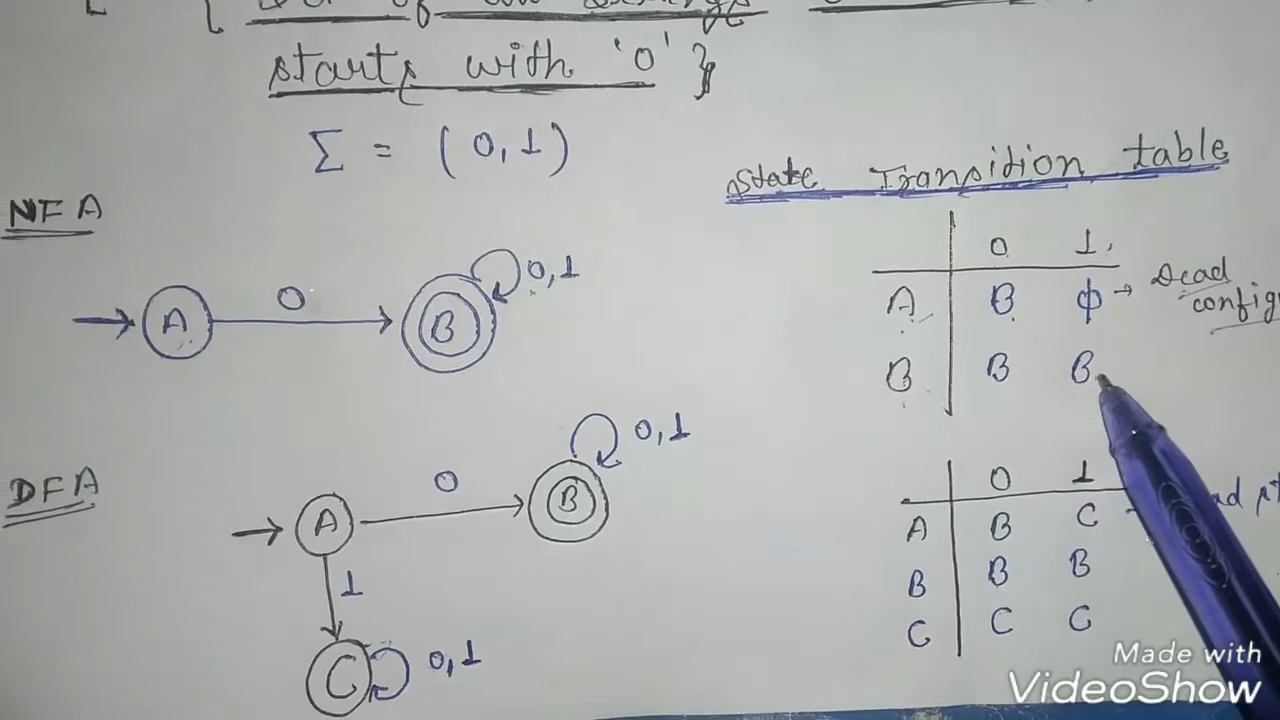 starts with '0' }
Σ = (0, 1)
State Transition table
NFA
0 1
A B ϕ → Dead
config
B B B
A 0 B 0,1
DFA
0 1
A B C
B B B
C C C
A 0 B 0,1
1
C 0,1
Made with
VideoShow